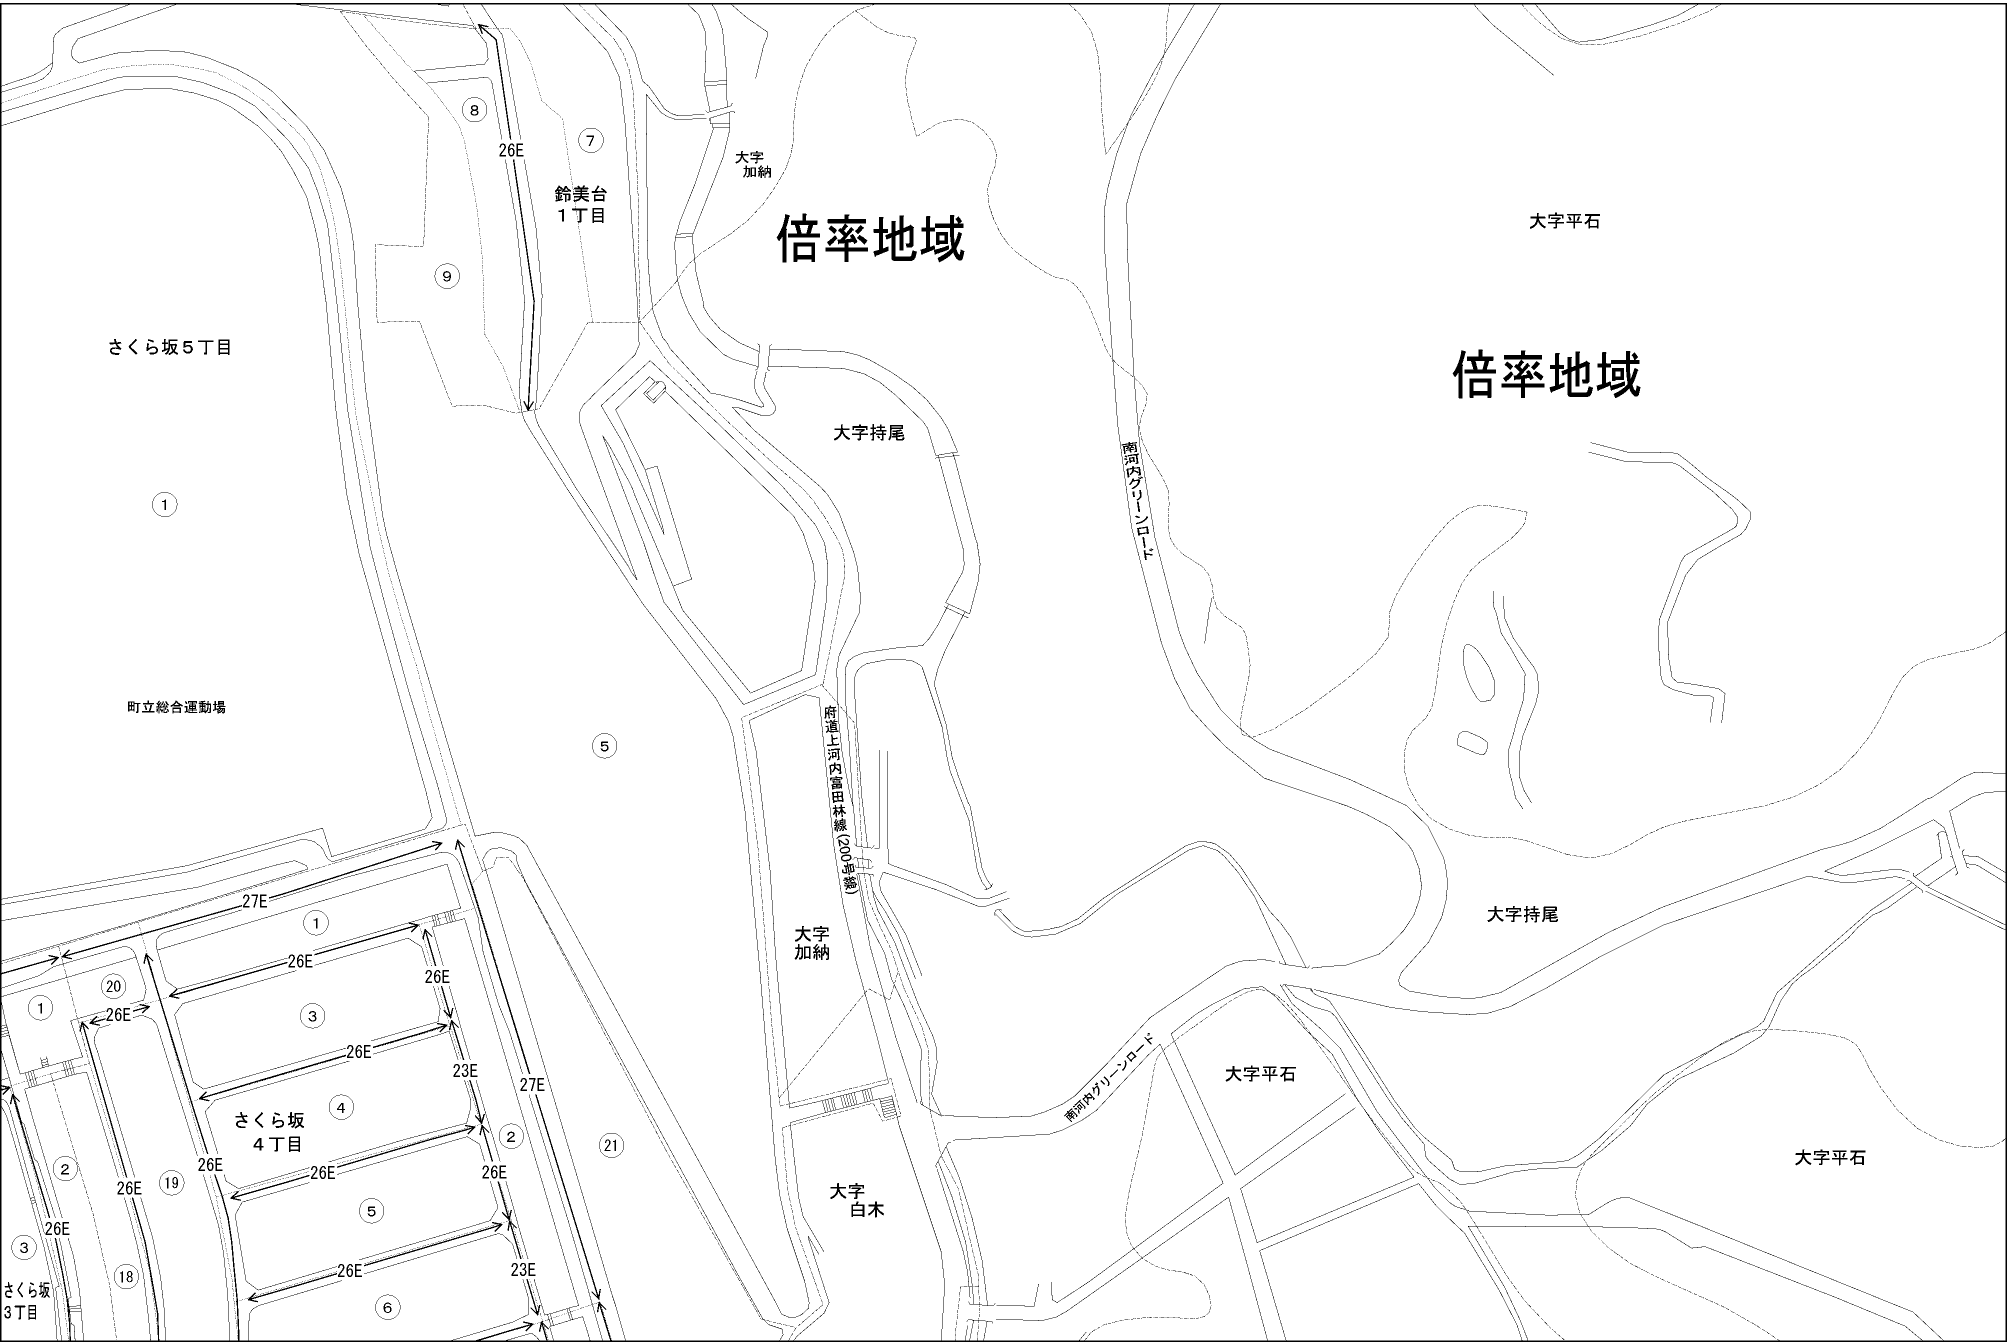 ⑧
26E
⑦
大字
加納
鈴美台
１丁目
倍率地域
大字平石
⑨
さくら坂５丁目
倍率地域
大字持尾
南河内グリーンロード
①
町立総合運動場
⑤
府道上河内富田林線(200号線)
27E
①
大字持尾
大字
加納
26E
26E
⑳
①
26E
③
26E
23E
27E
南河内グリーンロード
大字平石
④
さくら坂
４丁目
②
㉑
大字平石
②
26E
⑲
26E
26E
26E
大字
白木
⑤
26E
③
⑱
26E
23E
さくら坂
３丁目
⑥